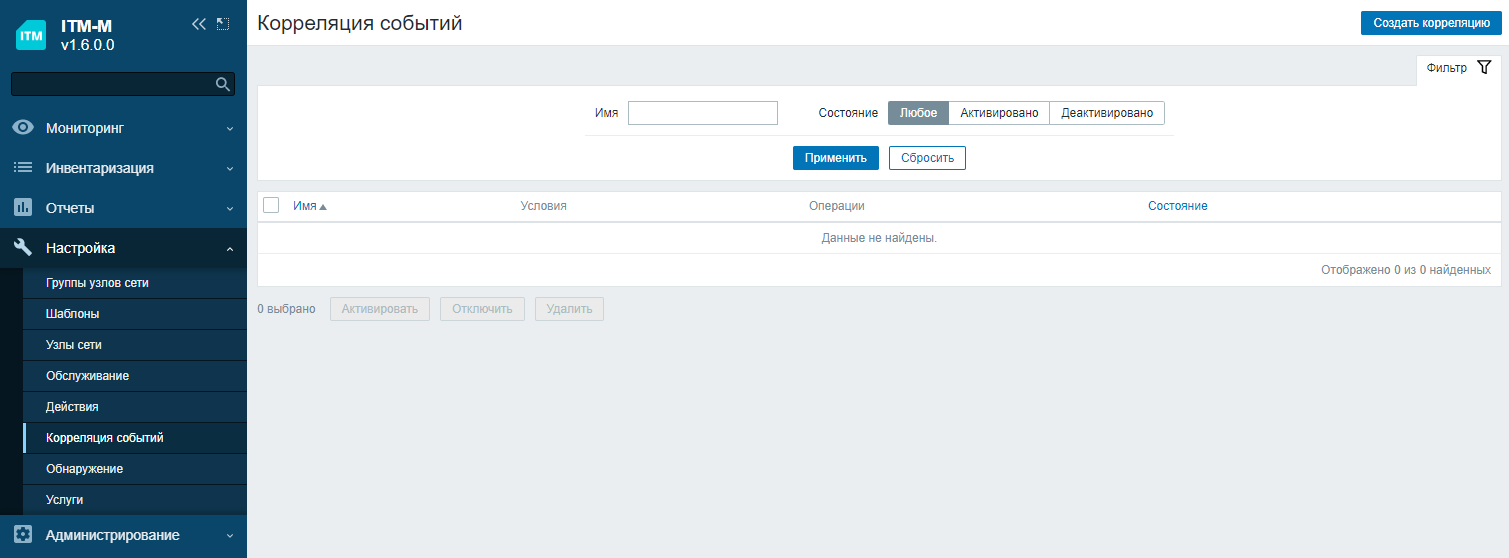 ITM
ITM-M
v1.6.0.0
Мониторинг
Инвентаризация
Отчеты
Настройка
Группы узлов сети
Шаблоны
Узлы сети
Обслуживание
Действия
Корреляция событий
Обнаружение
Услуги
Администрирование
Корреляция событий
Создать корреляцию
Фильтр
Имя
Состояние Любое Активировано Деактивировано
Применить Сбросить
Имя Условия Операции Состояние
Данные не найдены.
Отображено 0 из 0 найденных
0 выбрано Активировать Отключить Удалить